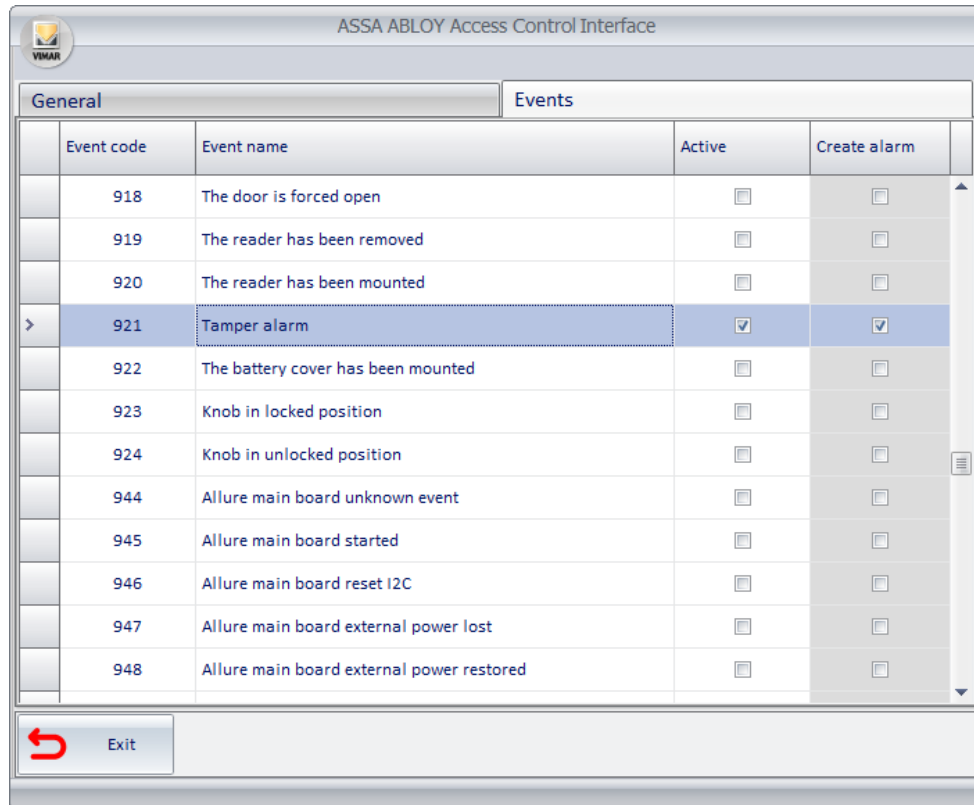 ASSA ABLOY Access Control Interface
VIMAR
General Events
Event code Event name Active Create alarm
918 The door is forced open
919 The reader has been removed
920 The reader has been mounted
921 Tamper alarm
922 The battery cover has been mounted
923 Knob in locked position
924 Knob in unlocked position
944 Allure main board unknown event
945 Allure main board started
946 Allure main board reset I2C
947 Allure main board external power lost
948 Allure main board external power restored
Exit